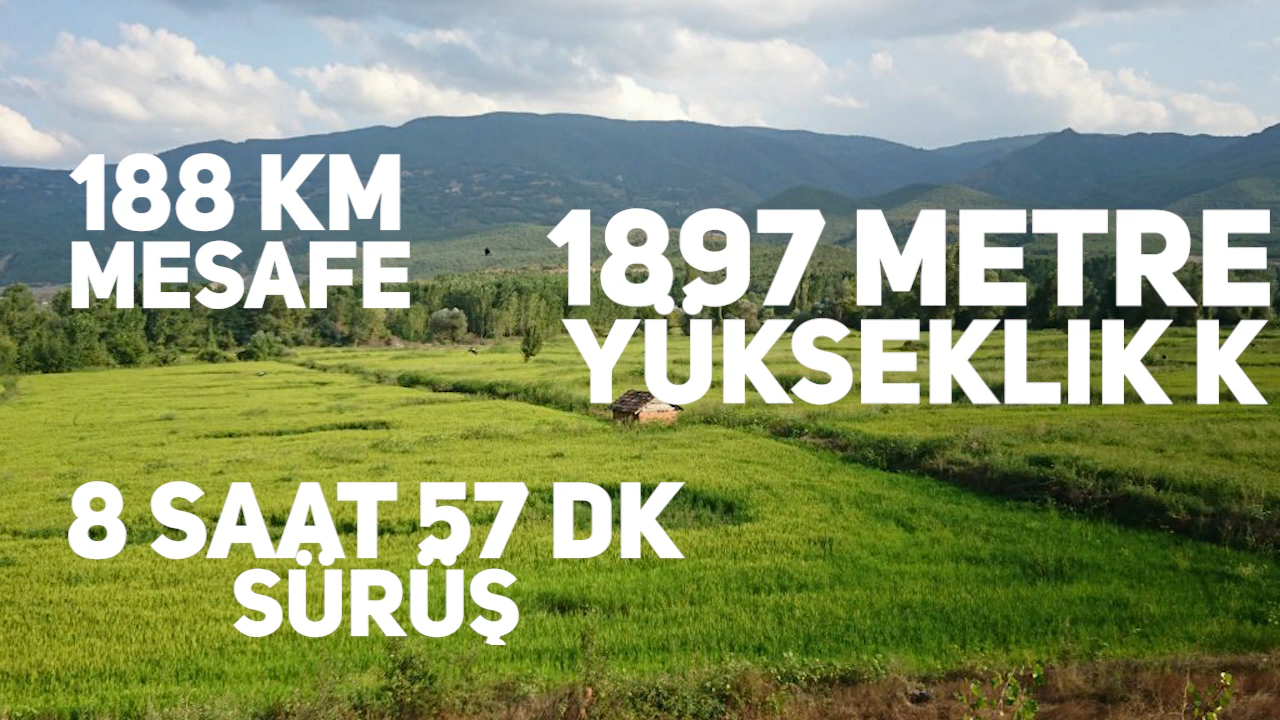 188 KM
MESAFE
1897 METRE
YÜKSEKLIK K
8 SAAT 57 DK
SÜRÜŞ